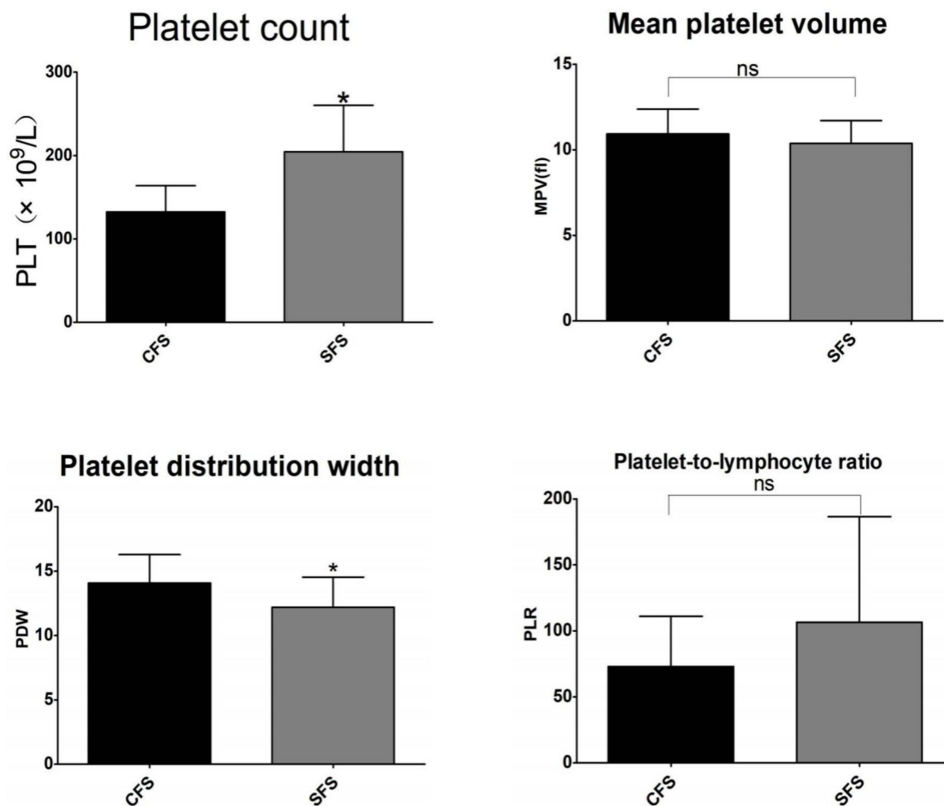 Platelet count
PLT（× 10⁹/L）
300
200
100
0
*
CFS
SFS
Mean platelet volume
MPV(fl)
15
10
5
0
ns
CFS
SFS
Platelet distribution width
PDW
20
15
10
5
0
*
CFS
SFS
Platelet-to-lymphocyte ratio
PLR
200
150
100
50
0
ns
CFS
SFS